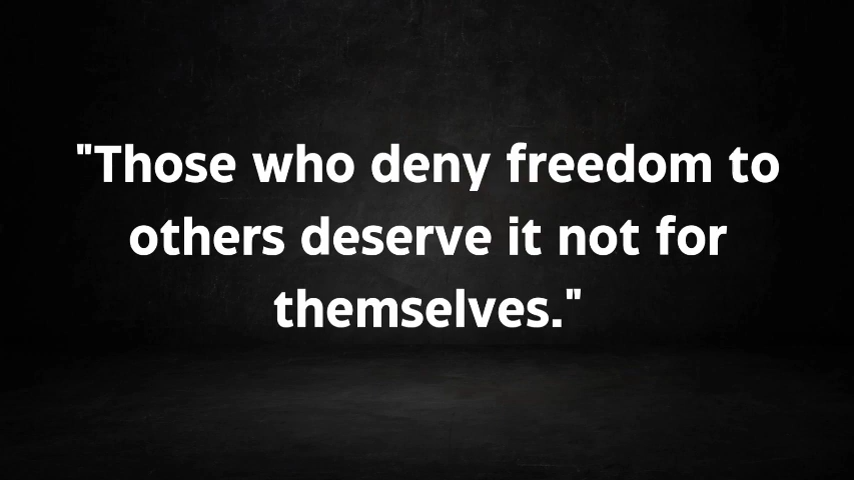 "Those who deny freedom to
others deserve it not for
themselves."